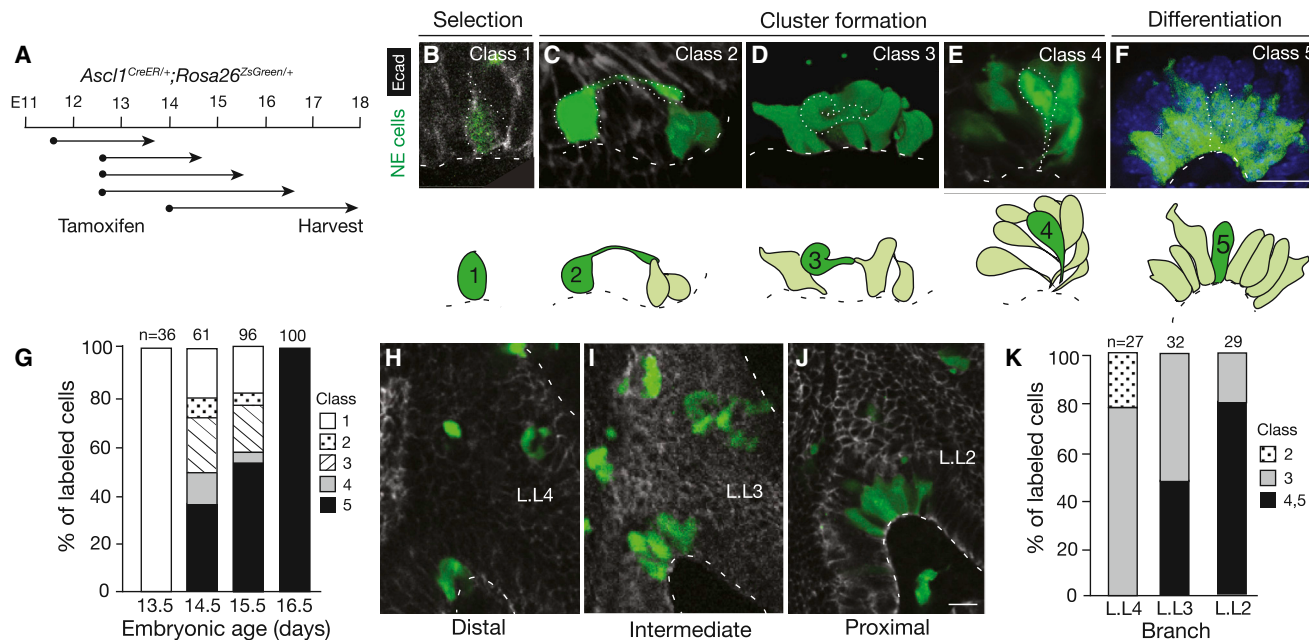 Selection
Cluster formation
Differentiation
A
Ascl1CreER/+;Rosa26ZsGreen/+
E11 12 13 14 15 16 17 18
Tamoxifen Harvest
NE cells Ecad
B Class 1
C Class 2
D Class 3
E Class 4
F Class 5
1
2
3
4
5
G
n=36 61 96 100
% of labeled cells
100
80
60
40
20
0
13.5 14.5 15.5 16.5
Embryonic age (days)
Class
1
2
3
4
5
H
L.L4
Distal
I
L.L3
Intermediate
J
L.L2
Proximal
K
n=27 32 29
% of labeled cells
100
80
60
40
20
0
L.L4 L.L3 L.L2
Branch
Class
2
3
4,5